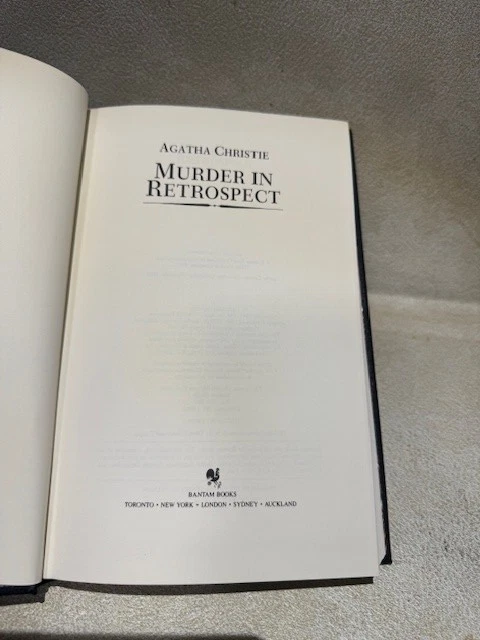 AGATHA CHRISTIE
MURDER IN
RETROSPECT
BANTAM BOOKS
TORONTO • NEW YORK • LONDON • SYDNEY • AUCKLAND